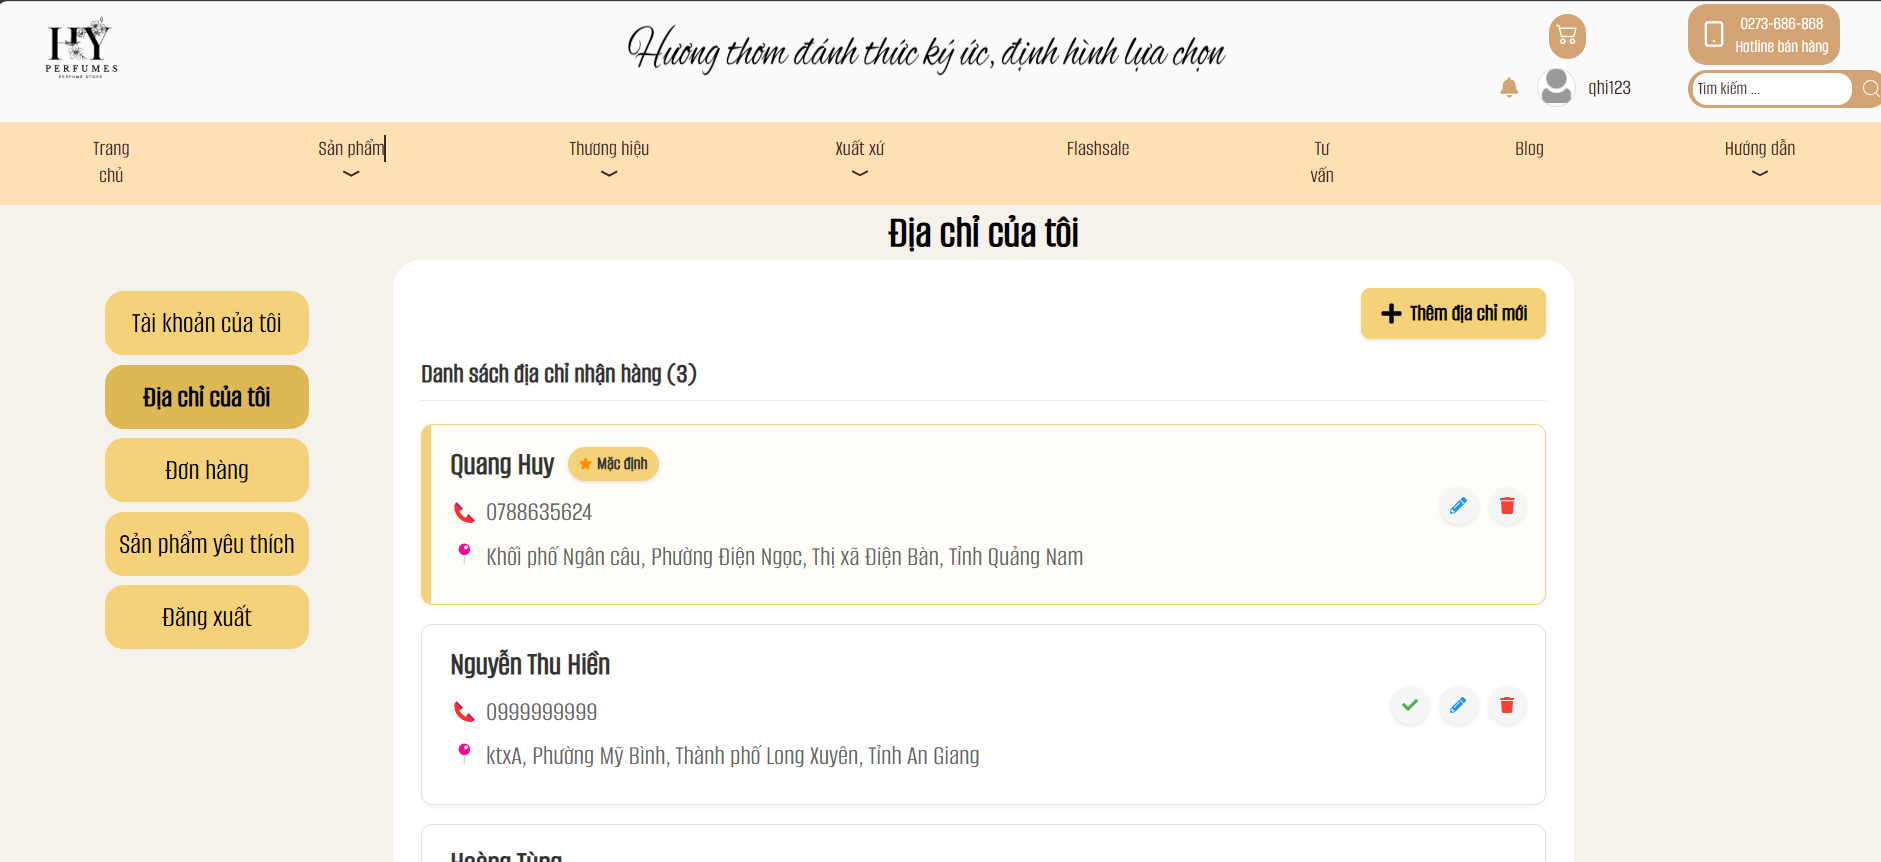 HY
PERFUMES
PERFUME STORE
Hương thơm đánh thức ký ức, định hình lựa chọn
0273-686-868
Hotline bán hàng
qhi123
Tìm kiếm ...
Trang
chủ
Sản phẩm
Thương hiệu
Xuất xứ
Flashsale
Tư
vấn
Blog
Hướng dẫn
Địa chỉ của tôi
Tài khoản của tôi
Địa chỉ của tôi
Đơn hàng
Sản phẩm yêu thích
Đăng xuất
Thêm địa chỉ mới
Danh sách địa chỉ nhận hàng (3)
Quang Huy
Mặc định
0788635624
Khối phố Ngân câu, Phường Điện Ngọc, Thị xã Điện Bàn, Tỉnh Quảng Nam
Nguyễn Thu Hiền
0999999999
ktxA, Phường Mỹ Bình, Thành phố Long Xuyên, Tỉnh An Giang
Hoàng Tùng